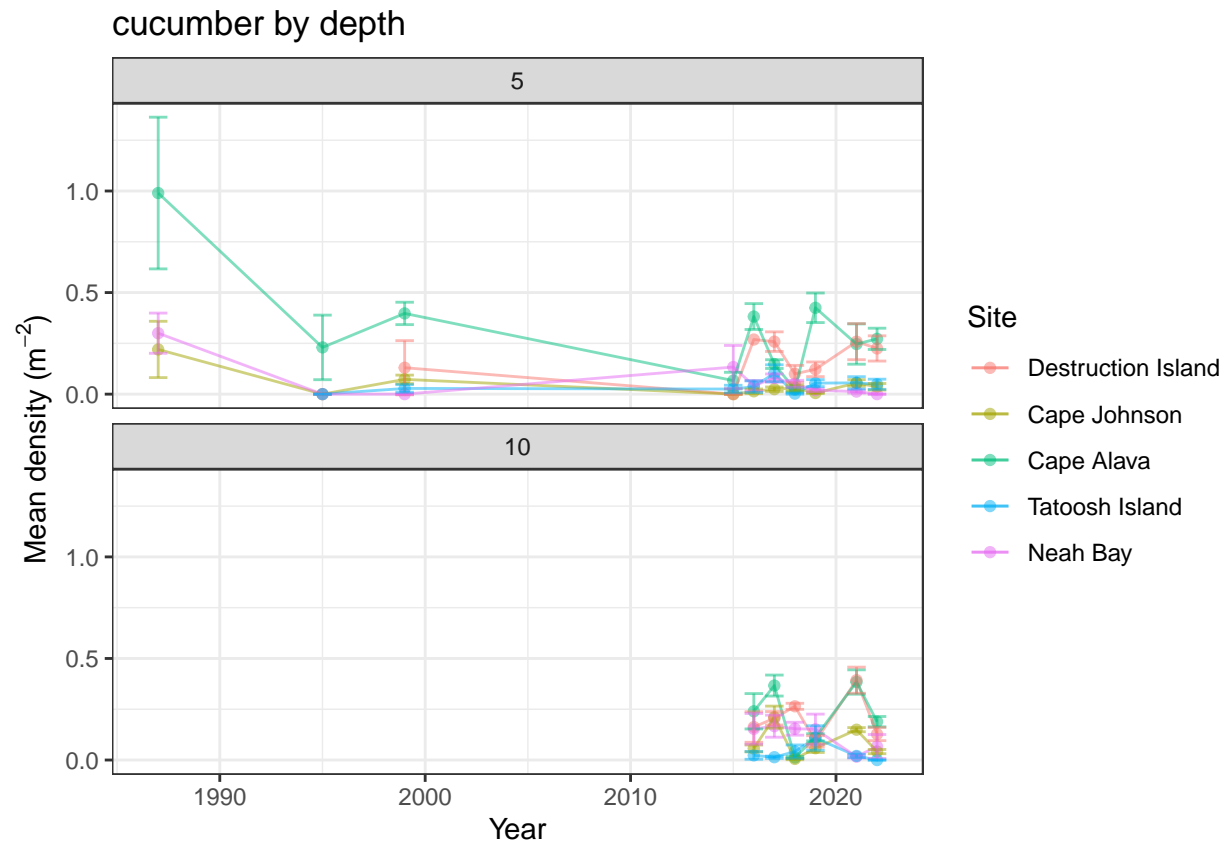 cucumber by depth
5
1.0
0.5
0.0
10
1.0
0.5
0.0
1990 2000 2010 2020
Year
Mean density (m⁻²)
Site
Destruction Island
Cape Johnson
Cape Alava
Tatoosh Island
Neah Bay